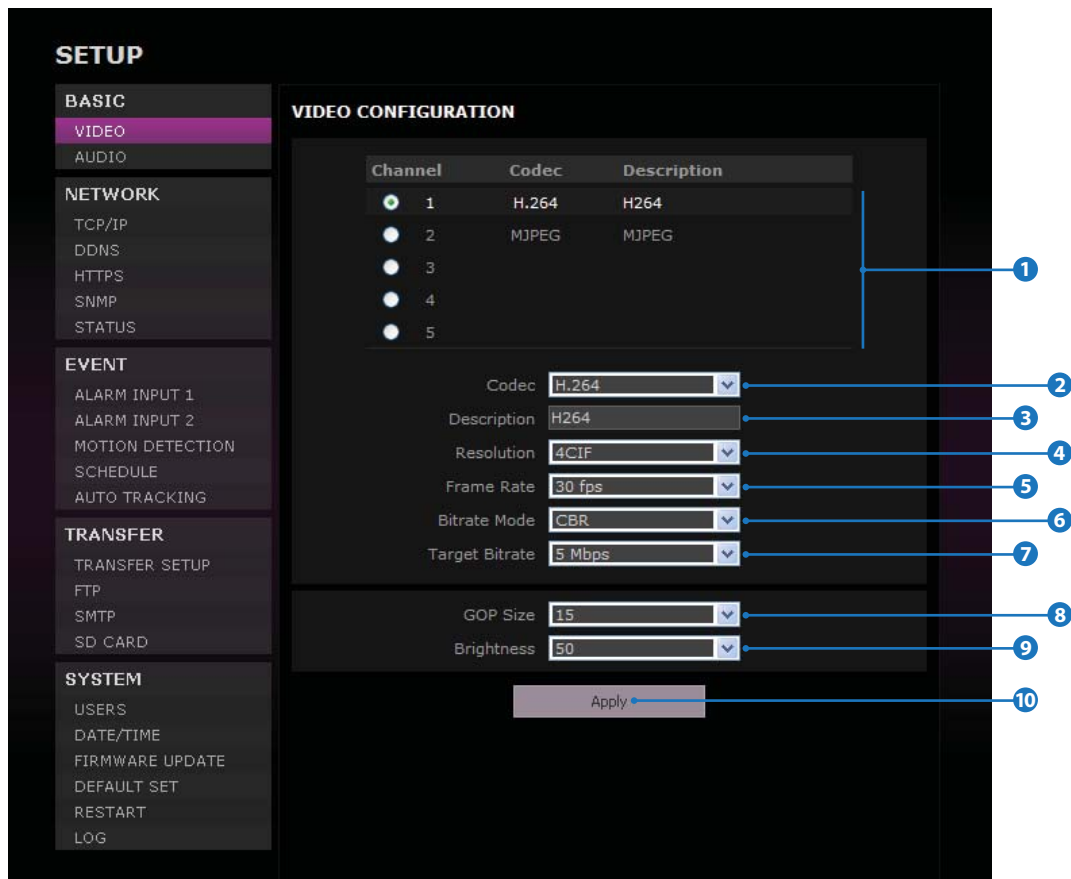 SETUP
BASIC
VIDEO
AUDIO
NETWORK
TCP/IP
DDNS
HTTPS
SNMP
STATUS
EVENT
ALARM INPUT 1
ALARM INPUT 2
MOTION DETECTION
SCHEDULE
AUTO TRACKING
TRANSFER
TRANSFER SETUP
FTP
SMTP
SD CARD
SYSTEM
USERS
DATE/TIME
FIRMWARE UPDATE
DEFAULT SET
RESTART
LOG
VIDEO CONFIGURATION
Channel Codec Description
1 H.264 H264
2 MJPEG MJPEG
3
4
5
1
Codec H.264 2
Description H264 3
Resolution 4CIF 4
Frame Rate 30 fps 5
Bitrate Mode CBR 6
Target Bitrate 5 Mbps 7
GOP Size 15 8
Brightness 50 9
Apply 10